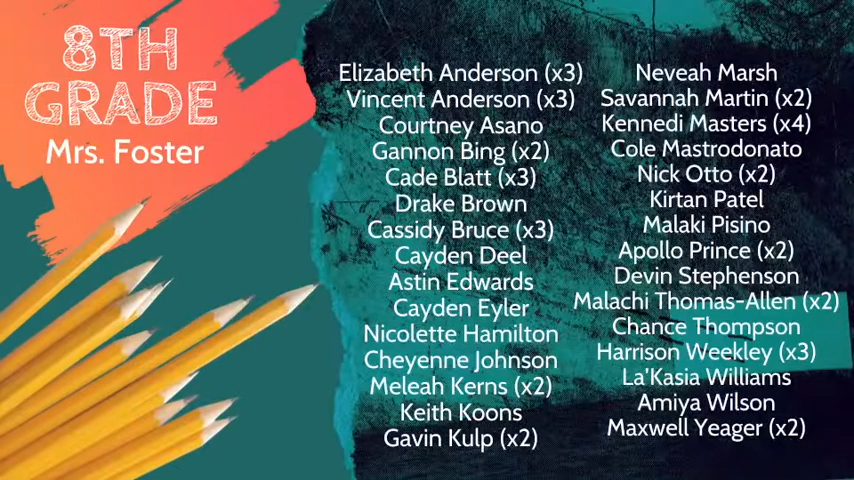 8TH
GRADE
Mrs. Foster
Elizabeth Anderson (x3)
Vincent Anderson (x3)
Courtney Asano
Gannon Bing (x2)
Cade Blatt (x3)
Drake Brown
Cassidy Bruce (x3)
Cayden Deel
Astin Edwards
Cayden Eyler
Nicolette Hamilton
Cheyenne Johnson
Meleah Kerns (x2)
Keith Koons
Gavin Kulp (x2)
Neveah Marsh
Savannah Martin (x2)
Kennedi Masters (x4)
Cole Mastrodonato
Nick Otto (x2)
Kirtan Patel
Malaki Pisino
Apollo Prince (x2)
Devin Stephenson
Malachi Thomas-Allen (x2)
Chance Thompson
Harrison Weekley (x3)
La'Kasia Williams
Amiya Wilson
Maxwell Yeager (x2)